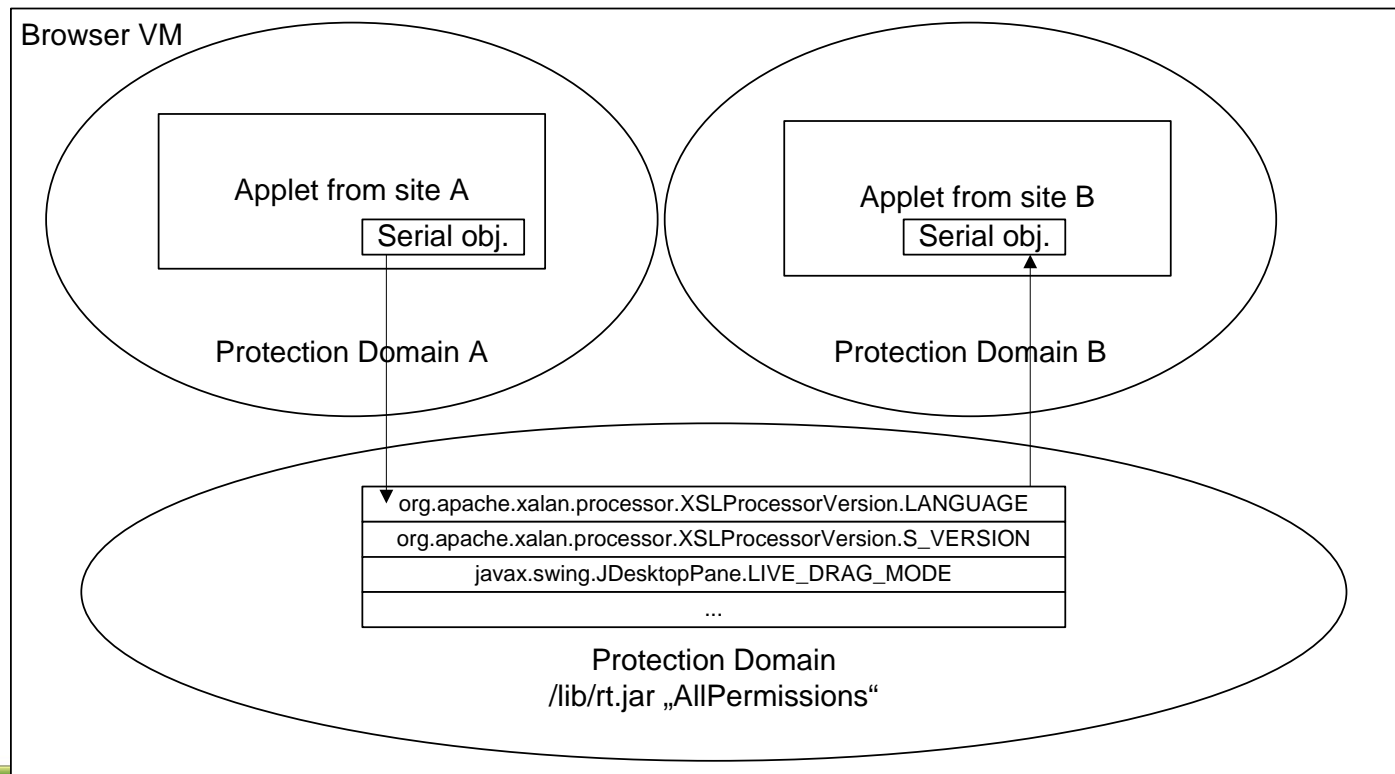 Browser VM
Applet from site A
Serial obj.
Protection Domain A
Applet from site B
Serial obj.
Protection Domain B
org.apache.xalan.processor.XSLProcessorVersion.LANGUAGE
org.apache.xalan.processor.XSLProcessorVersion.S_VERSION
javax.swing.JDesktopPane.LIVE_DRAG_MODE
...
Protection Domain
/lib/rt.jar „AllPermissions“